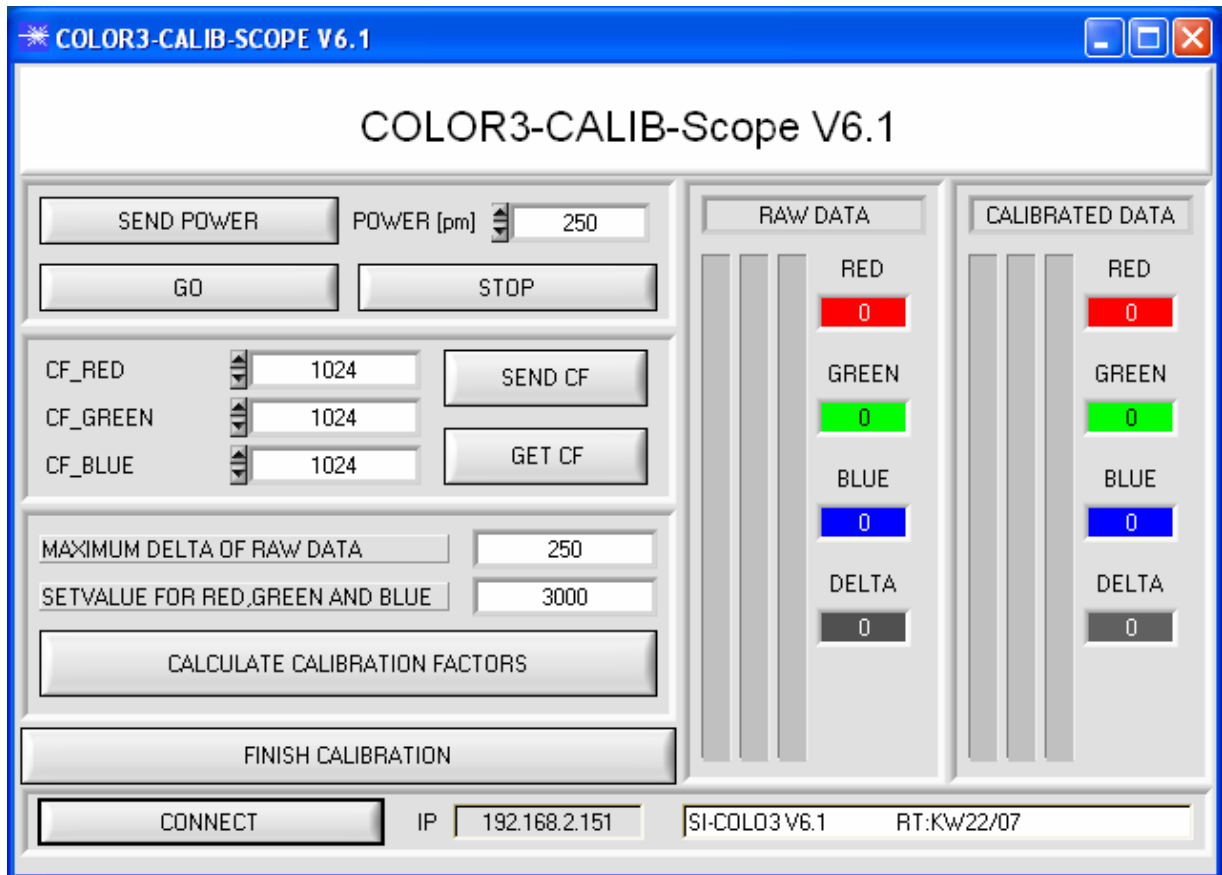 COLOR3-CALIB-SCOPE V6.1
COLOR3-CALIB-Scope V6.1
SEND POWER
POWER [pm]
250
GO
STOP
CF_RED
1024
SEND CF
CF_GREEN
1024
CF_BLUE
1024
GET CF
MAXIMUM DELTA OF RAW DATA
250
SETVALUE FOR RED,GREEN AND BLUE
3000
CALCULATE CALIBRATION FACTORS
FINISH CALIBRATION
RAW DATA
RED
0
GREEN
0
BLUE
0
DELTA
0
CALIBRATED DATA
RED
0
GREEN
0
BLUE
0
DELTA
0
CONNECT
IP
192.168.2.151
SI-COLO3 V6.1 RT:KW22/07